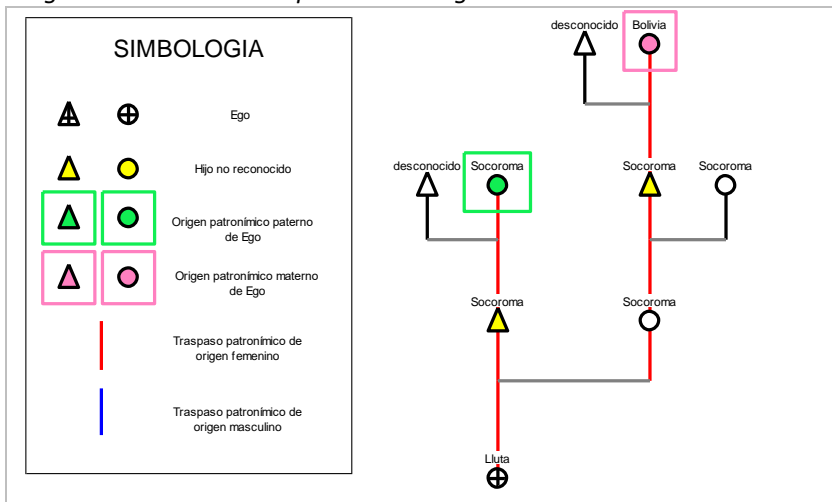 SIMBOLOGIA
Ego
Hijo no reconocido
Origen patronímico paterno
de Ego
Origen patronímico materno
de Ego
Traspaso patronímico de
origen femenino
Traspaso patronímico de
origen masculino
desconocido Bolivia
desconocido Socoroma Socoroma Socoroma
Socoroma Socoroma
Lluta